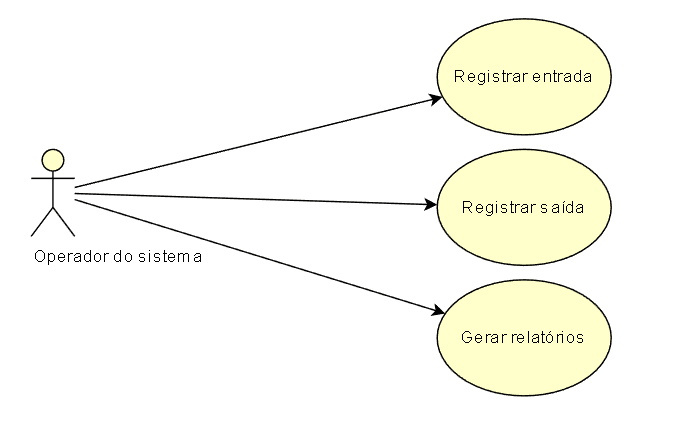 Registrar entrada
Registrar saída
Operador do sistema
Gerar relatórios